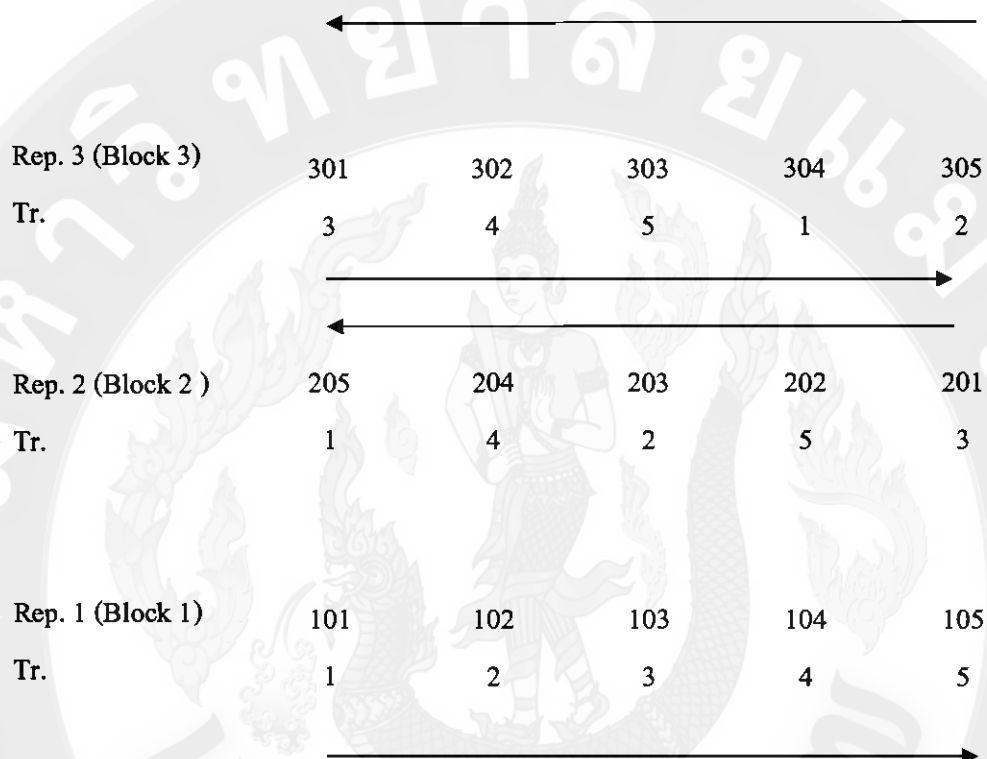 Rep. 3 (Block 3) 301 302 303 304 305
Tr. 3 4 5 1 2
Rep. 2 (Block 2 ) 205 204 203 202 201
Tr. 1 4 2 5 3
Rep. 1 (Block 1) 101 102 103 104 105
Tr. 1 2 3 4 5